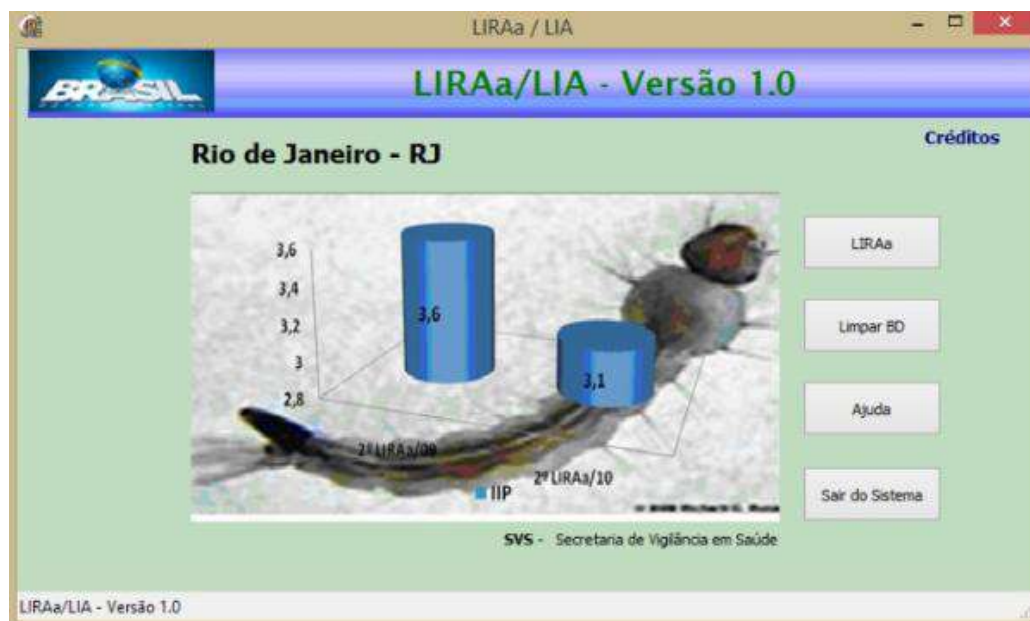 LIRAa / LIA
BRASIL
LIRAa/LIA - Versão 1.0
Créditos
Rio de Janeiro - RJ
3,6
3,4
3,2
3
2,8
3,6
3,1
2º LIRAa/09
2º LIRAa/10
IIP
LIRAa
Limpar BD
Ajuda
Sair do Sistema
SVS - Secretaria de Vigilância em Saúde
LIRAa/LIA - Versão 1.0